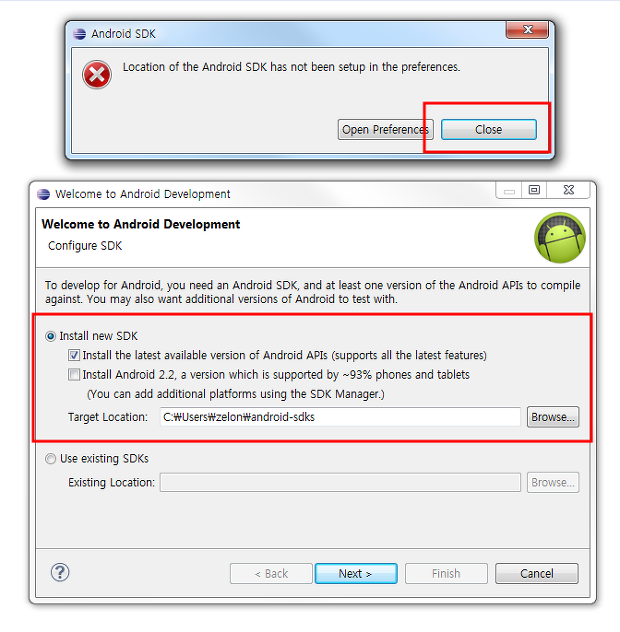 Android SDK
Location of the Android SDK has not been setup in the preferences.
Open Preferences
Close
Welcome to Android Development
Welcome to Android Development
Configure SDK
To develop for Android, you need an Android SDK, and at least one version of the Android APIs to compile
against. You may also want additional versions of Android to test with.
Install new SDK
Install the latest available version of Android APIs (supports all the latest features)
Install Android 2.2, a version which is supported by ~93% phones and tablets
(You can add additional platforms using the SDK Manager.)
Target Location: C:₩Users₩zelon₩android-sdks Browse...
Use existing SDKs
Existing Location: Browse...
? < Back Next > Finish Cancel